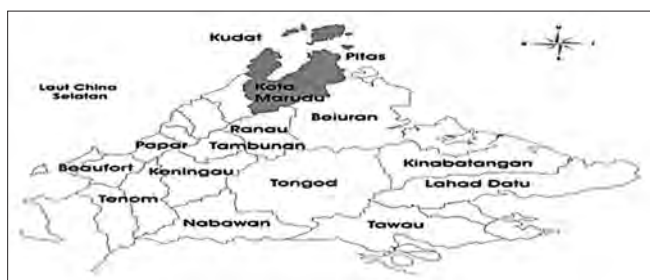 Kudat
Pitas
Laut China
Selatan
Kota
Marudu
Beluran
Ranau
Papar
Tambunan
Beaufort
Keningau
Kinabatangan
Tongod
Lahad Datu
Tenom
Nabawan
Tawau